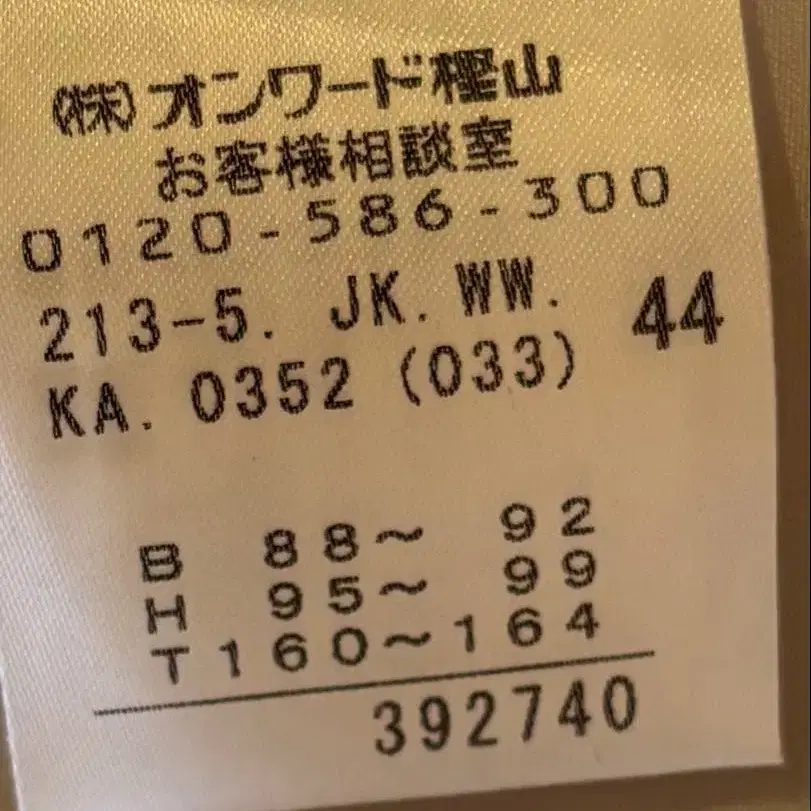 (株)オンワード樫山
お客様相談室
0120-586-300
213-5. JK. WW. 44
KA. 0352 (033)
B 88〜 92
H 95〜 99
T160〜164
392740